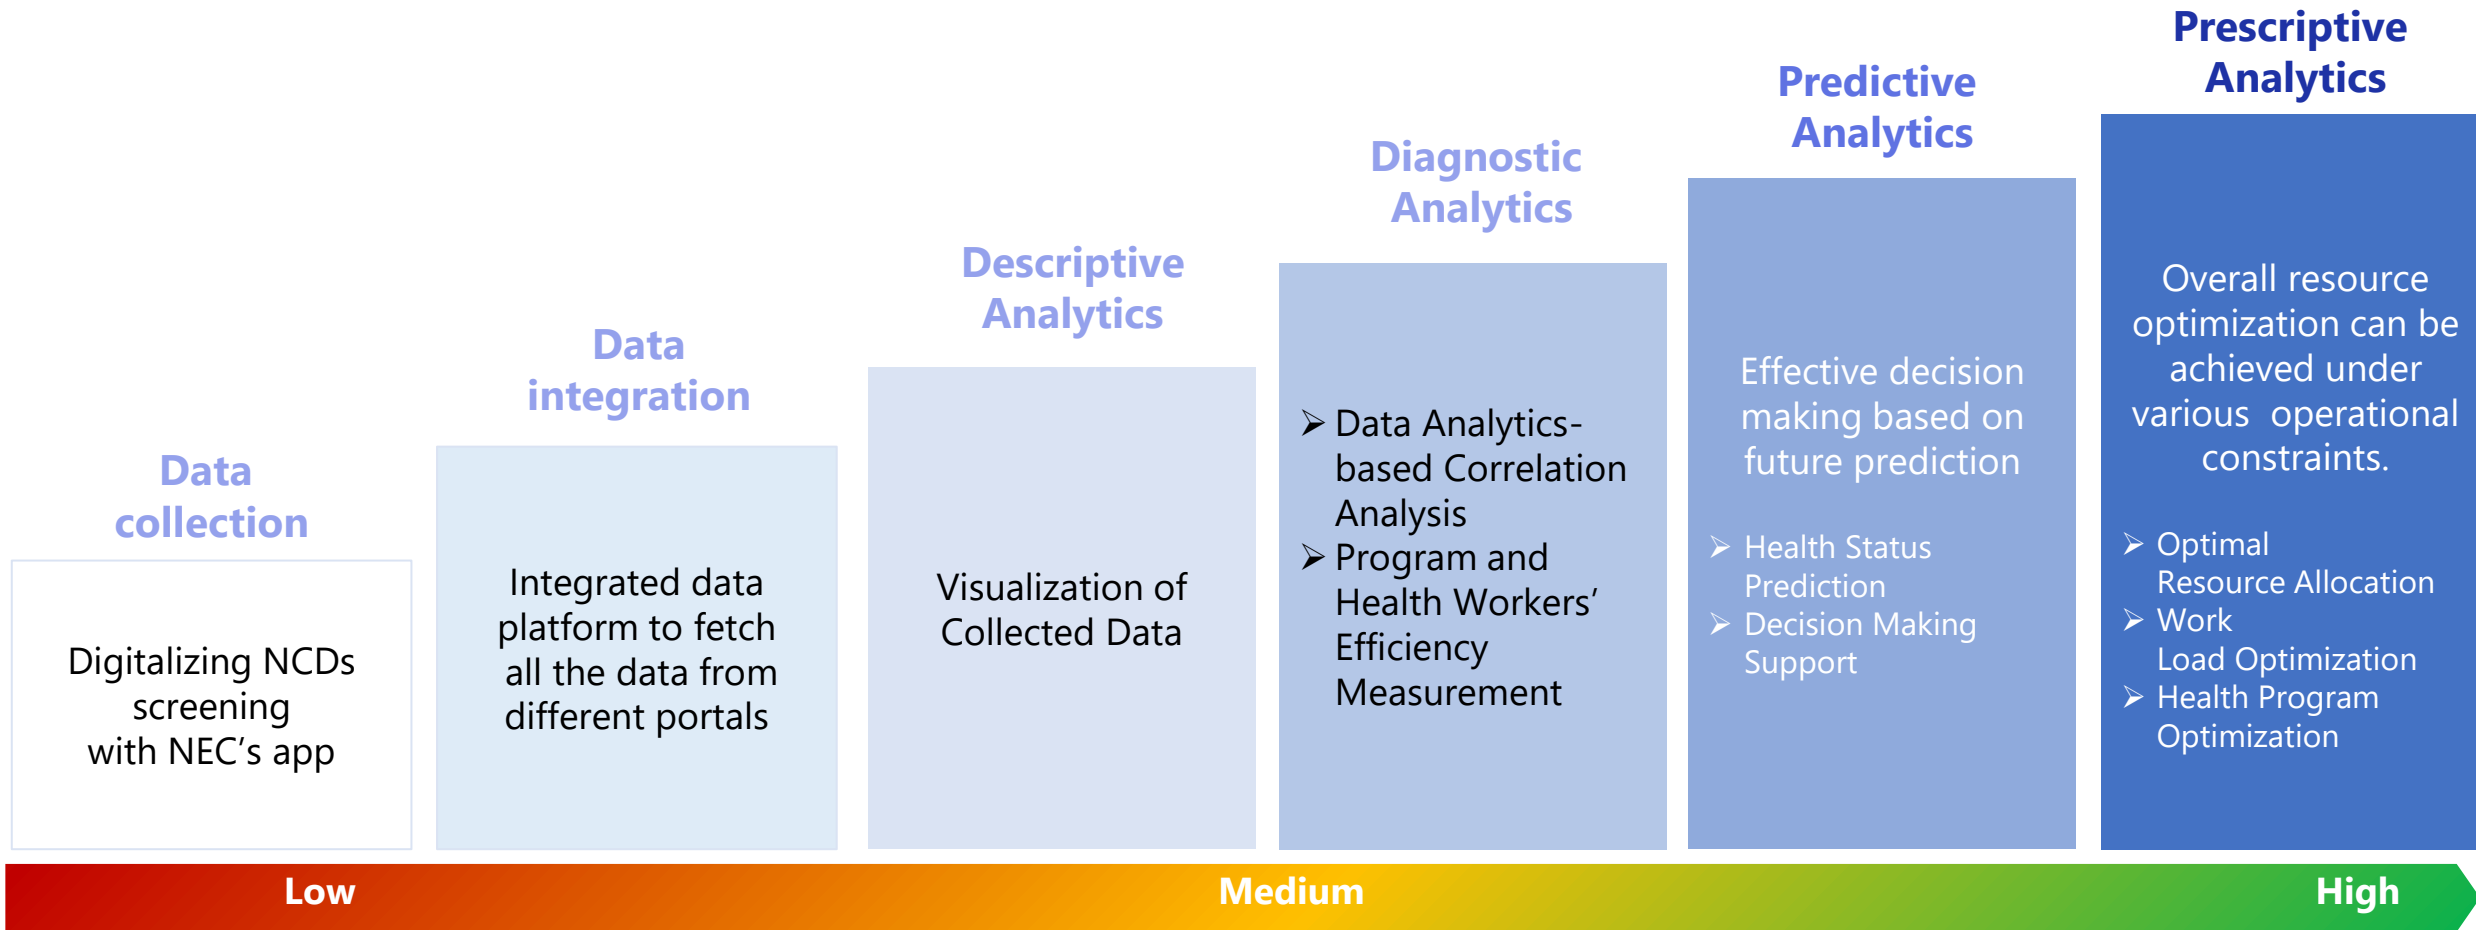 Data
collection
Digitalizing NCDs
screening
with NEC’s app
Data
integration
Integrated data
platform to fetch
all the data from
different portals
Descriptive
Analytics
Visualization of
Collected Data
Diagnostic
Analytics
➢ Data Analytics-
based Correlation
Analysis
➢ Program and
Health Workers’
Efficiency
Measurement
Predictive
Analytics
Effective decision
making based on
future prediction
➢ Health Status
Prediction
➢ Decision Making
Support
Prescriptive
Analytics
Overall resource
optimization can be
achieved under
various operational
constraints.
➢ Optimal
Resource Allocation
➢ Work
Load Optimization
➢ Health Program
Optimization
Low
Medium
High